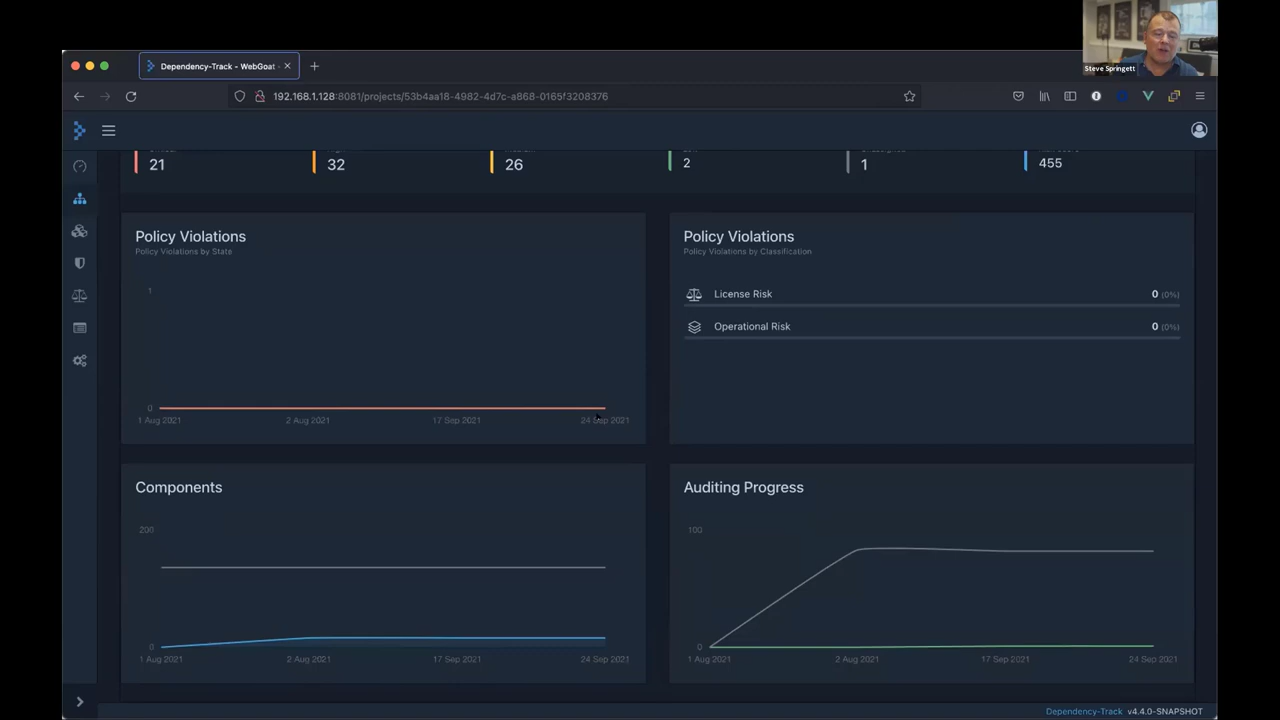 Steve Springett
Dependency-Track - WebGoat
192.168.1.128:8081/projects/53b4aa18-4982-4d7c-a868-0165f3208376
21
32
26
2
1
455
Policy Violations
Policy Violations by State
1
0
1 Aug 2021
2 Aug 2021
17 Sep 2021
24 Sep 2021
Policy Violations
Policy Violations by Classification
License Risk
0 (0%)
Operational Risk
0 (0%)
Components
200
0
1 Aug 2021
2 Aug 2021
17 Sep 2021
24 Sep 2021
Auditing Progress
100
0
1 Aug 2021
2 Aug 2021
17 Sep 2021
24 Sep 2021
Dependency-Track v4.4.0-SNAPSHOT